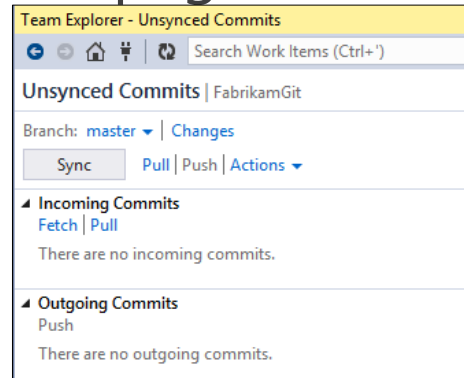 Team Explorer - Unsynced Commits
Search Work Items (Ctrl+')
Unsynced Commits | FabrikamGit
Branch: master | Changes
Sync Pull | Push | Actions
Incoming Commits
Fetch | Pull
There are no incoming commits.
Outgoing Commits
Push
There are no outgoing commits.